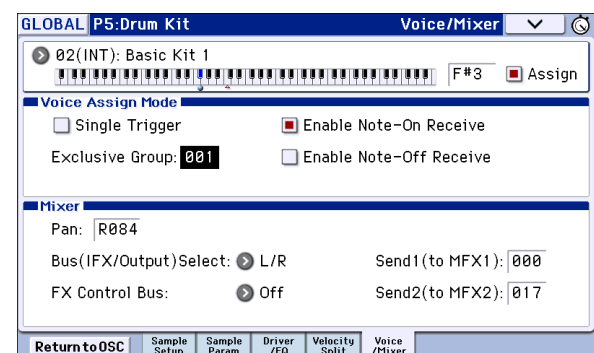 GLOBAL P5:Drum Kit Voice/Mixer
02(INT): Basic Kit 1
F#3 Assign
Voice Assign Mode
Single Trigger Enable Note-On Receive
Exclusive Group: 001 Enable Note-Off Receive
Mixer
Pan: R084
Bus(IFX/Output)Select: L/R Send1(to MFX1): 000
FX Control Bus: Off Send2(to MFX2): 017
Return to OSC Sample Setup Sample Param Driver /EQ Velocity Split Voice /Mixer